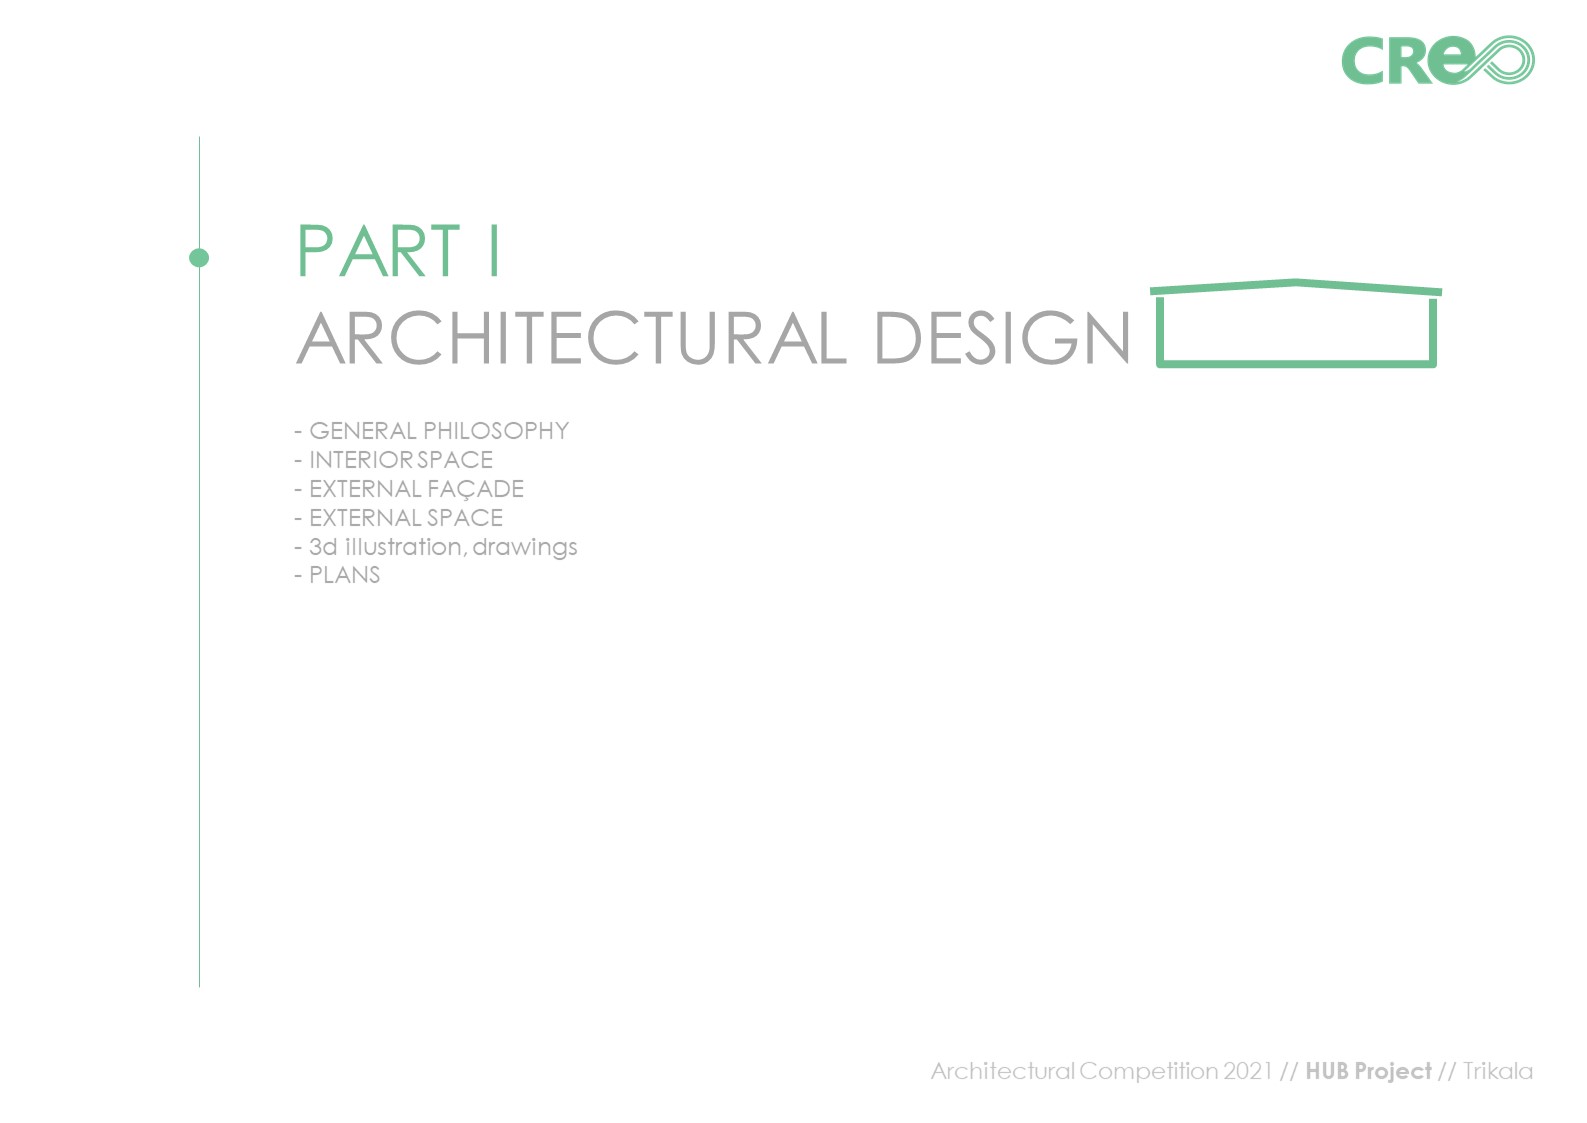 CReo
PART I
ARCHITECTURAL DESIGN
- GENERAL PHILOSOPHY
- INTERIOR SPACE
- EXTERNAL FAÇADE
- EXTERNAL SPACE
- 3d illustration, drawings
- PLANS
Architectural Competition 2021 // HUB Project // Trikala